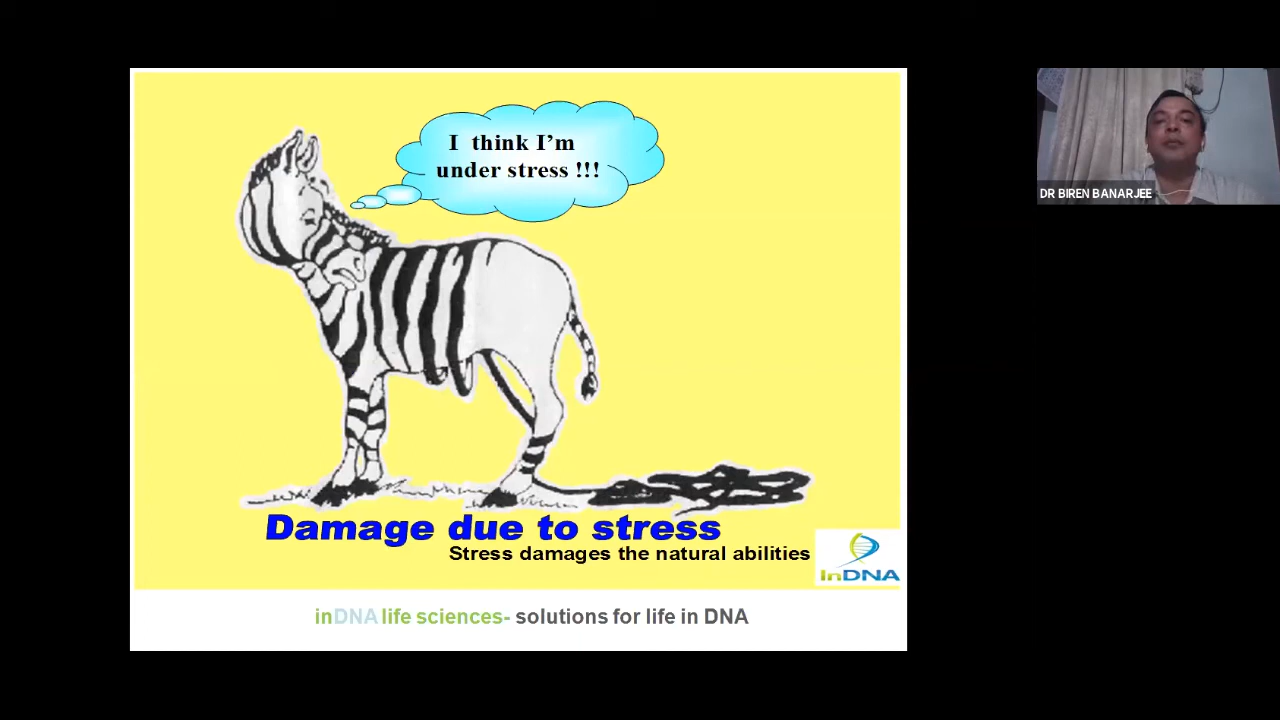 I think I'm
under stress !!!
DR BIREN BANARJEE
Damage due to stress
Stress damages the natural abilities
InDNA
inDNA life sciences- solutions for life in DNA